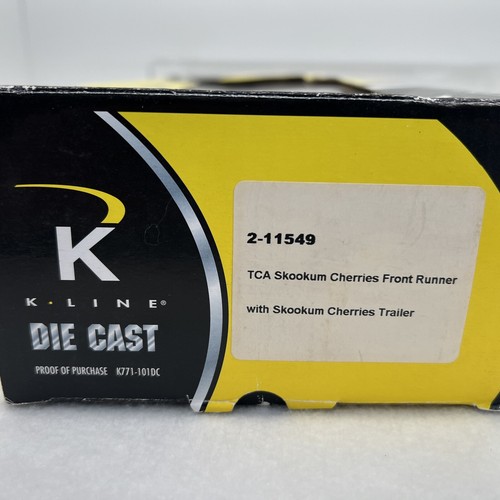 K
K·LINE®
DIE CAST
PROOF OF PURCHASE K771-101DC
2-11549
TCA Skookum Cherries Front Runner
with Skookum Cherries Trailer